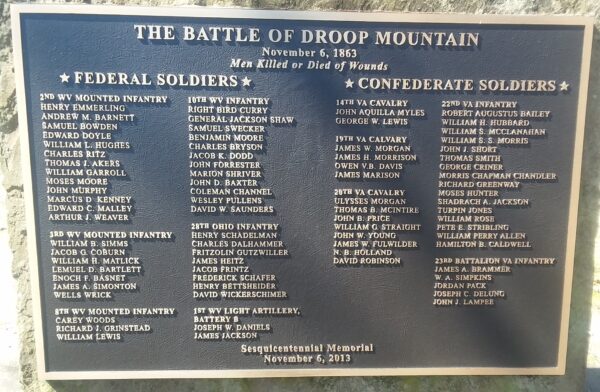 THE BATTLE OF DROOP MOUNTAIN
November 6, 1863
Men Killed or Died of Wounds
★ FEDERAL SOLDIERS ★
2ND WV MOUNTED INFANTRY
HENRY EMMERLING
ANDREW M. BARNETT
SAMUEL BOWDEN
EDWARD DOYLE
WILLIAM L. HUGHES
CHARLES RITZ
THOMAS J. AKERS
WILLIAM GARROLL
MOSES MOORE
JOHN MURPHY
MARCUS D. KENNEY
EDWARD C. MALLEY
ARTHUR J. WEAVER
3RD WV MOUNTED INFANTRY
WILLIAM B. SIMMS
JACOB G. COBURN
WILLIAM H. MATLICK
LEMUEL D. BARTLETT
ENOCH F. BASNET
JAMES A. SIMONTON
WELLS WRICK
8TH WV MOUNTED INFANTRY
CAREY WOODS
RICHARD J. GRINSTEAD
WILLIAM LEWIS
10TH WV INFANTRY
RIGHT BIRD CURRY
GENERAL JACKSON SHAW
SAMUEL SWECKER
BENJAMIN MOORE
CHARLES BRYSON
JACOB K. DODD
JOHN FORRESTER
MARION SHRIVER
JOHN D. BAXTER
COLEMAN CHANNEL
WESLEY PULLENS
DAVID W. SAUNDERS
28TH OHIO INFANTRY
HENRY SCHADELMAN
CHARLES DALHAMMER
FRITZOLIN GUTZWILLER
JAMES HEITZ
JACOB FRINTZ
FREDERICK SCHAFER
HENRY BETTSHEIDER
DAVID WICKERSCHIMER
1ST WV LIGHT ARTILLERY,
BATTERY B
JOSEPH W. DANIELS
JAMES JACKSON
★ CONFEDERATE SOLDIERS ★
14TH VA CAVALRY
JOHN AQUILLA MYLES
GEORGE W. LEWIS
19TH VA CALVARY
JAMES W. MORGAN
JAMES H. MORRISON
OWEN V.B. DAVIS
JAMES MARISON
20TH VA CAVALRY
ULYSSES MORGAN
THOMAS B. MCINTIRE
JOHN B. PRICE
WILLIAM O. STRAIGHT
JOHN W. YOUNG
JAMES W. FULWILDER
N. B. HOLLAND
DAVID ROBINSON
22ND VA INFANTRY
ROBERT AUGUSTUS BAILEY
WILLIAM H. HUBBARD
WILLIAM S. MCCLANAHAN
WILLIAM S. S. MORRIS
JOHN J. SHORT
THOMAS SMITH
GEORGE CRINER
MORRIS CHAPMAN CHANDLER
RICHARD GREENWAY
MOSES HUNTER
SHADRACH A. JACKSON
TURPIN JONES
WILLIAM ROSE
PETE E. STRIBLING
WILLIAM PERRY ALLEN
HAMILTON B. CALDWELL
23RD BATTALION VA INFANTRY
JAMES A. BRAMMER
W. A. SIMPKINS
JORDAN PACK
JOSEPH C. DELUNG
JOHN J. LAMPEE
Sesquicentennial Memorial
November 6, 2013